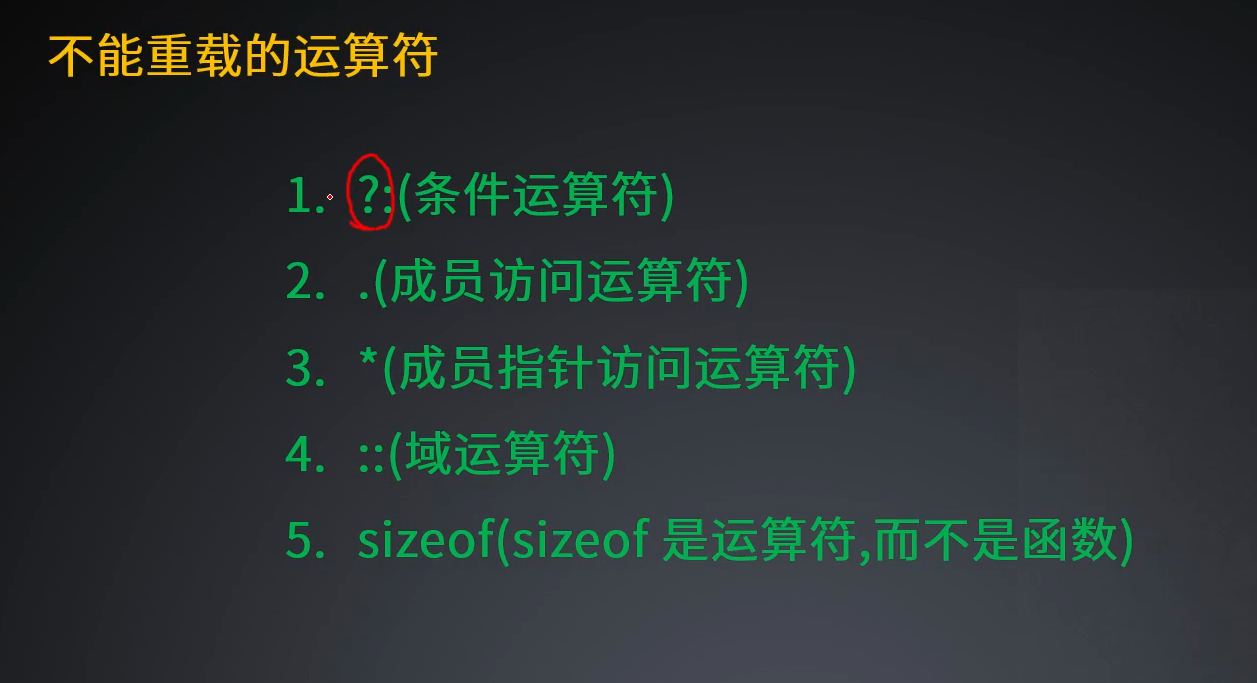 不能重载的运算符
1. ?:(条件运算符)
2. .(成员访问运算符)
3. *(成员指针访问运算符)
4. ::(域运算符)
5. sizeof(sizeof 是运算符,而不是函数)